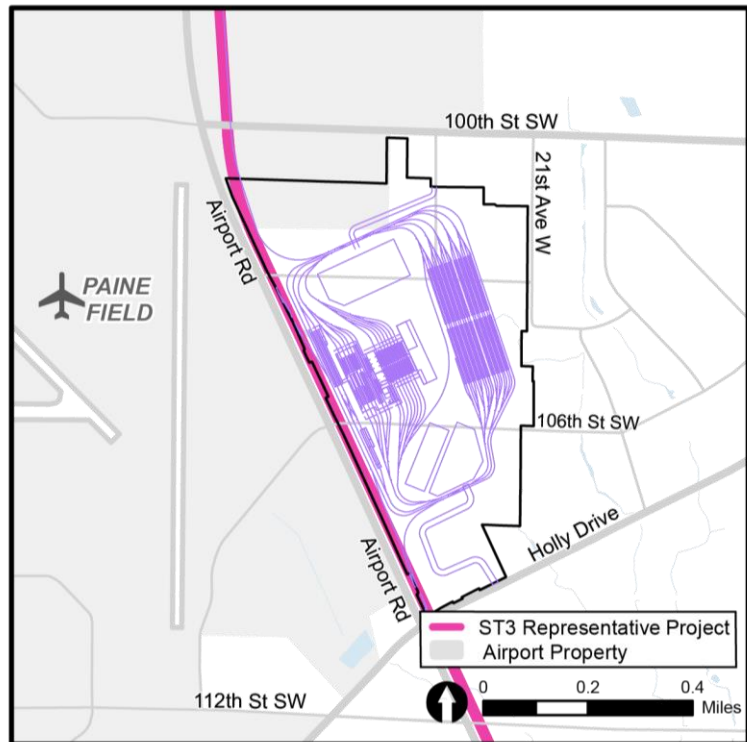 100th St SW
21st Ave W
Airport Rd
PAINE
FIELD
106th St SW
Holly Drive
Airport Rd
ST3 Representative Project
Airport Property
112th St SW
0 0.2 0.4
Miles